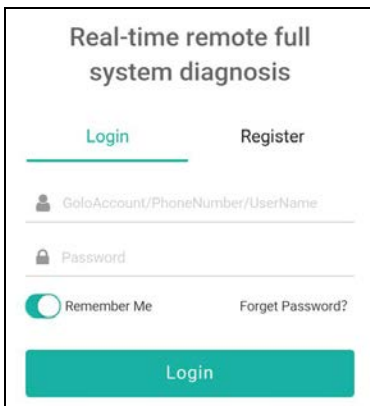 Real-time remote full
system diagnosis
Login Register
GoloAccount/PhoneNumber/UserName
Password
Remember Me Forget Password?
Login